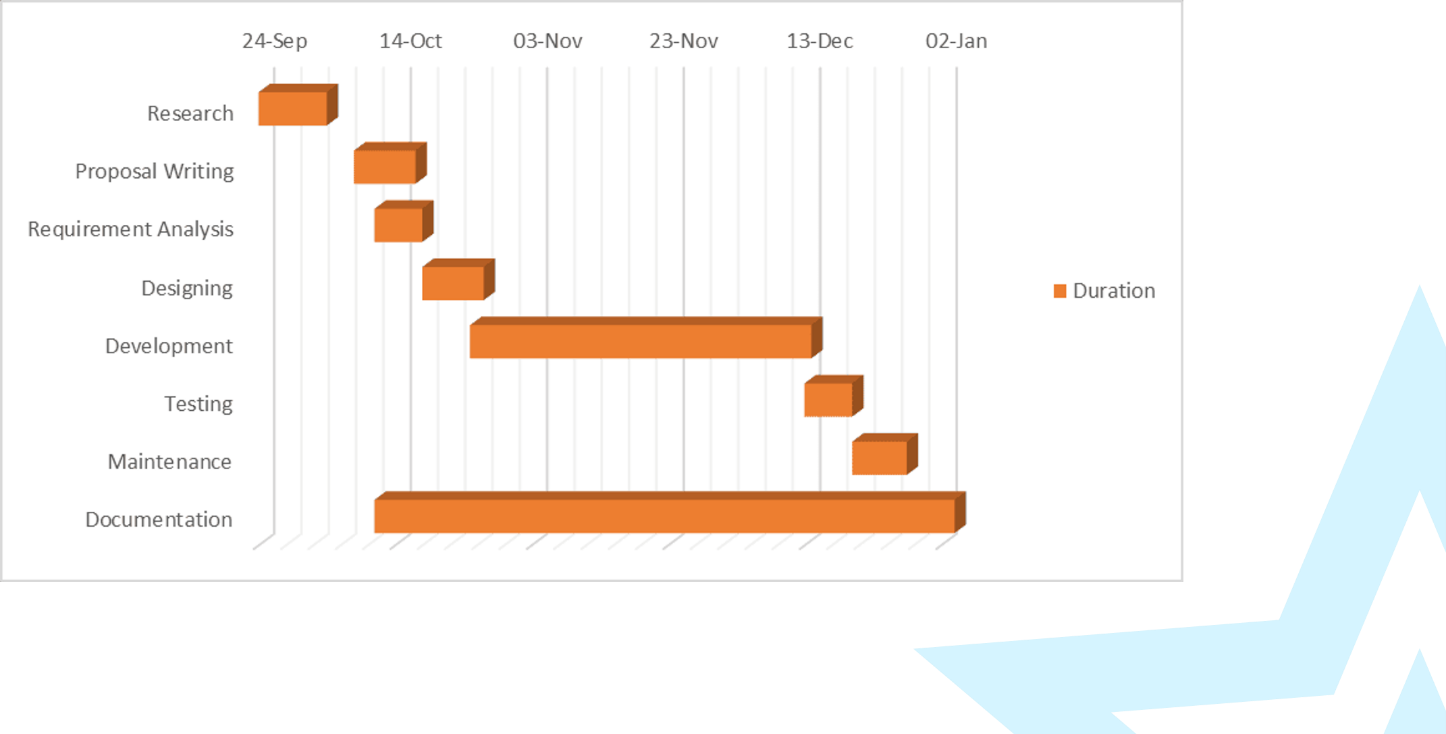 24-Sep 14-Oct 03-Nov 23-Nov 13-Dec 02-Jan
Research
Proposal Writing
Requirement Analysis
Designing
Duration
Development
Testing
Maintenance
Documentation